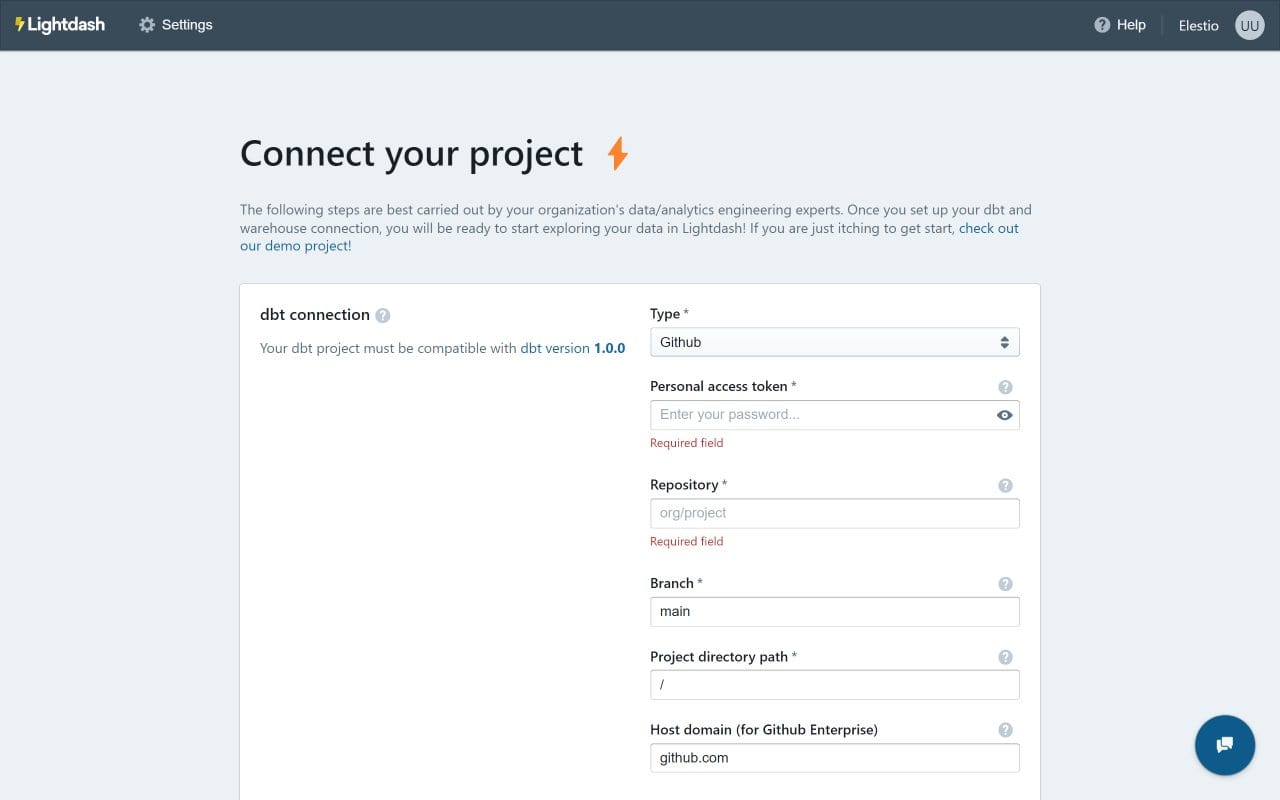 Lightdash
Settings
Help
Elestio
UU
Connect your project
The following steps are best carried out by your organization's data/analytics engineering experts. Once you set up your dbt and
warehouse connection, you will be ready to start exploring your data in Lightdash! If you are just itching to get start, check out
our demo project!
dbt connection ?
Your dbt project must be compatible with dbt version 1.0.0
Type *
Github
Personal access token *
Enter your password...
Required field
Repository *
org/project
Required field
Branch *
main
Project directory path *
/
Host domain (for Github Enterprise)
github.com